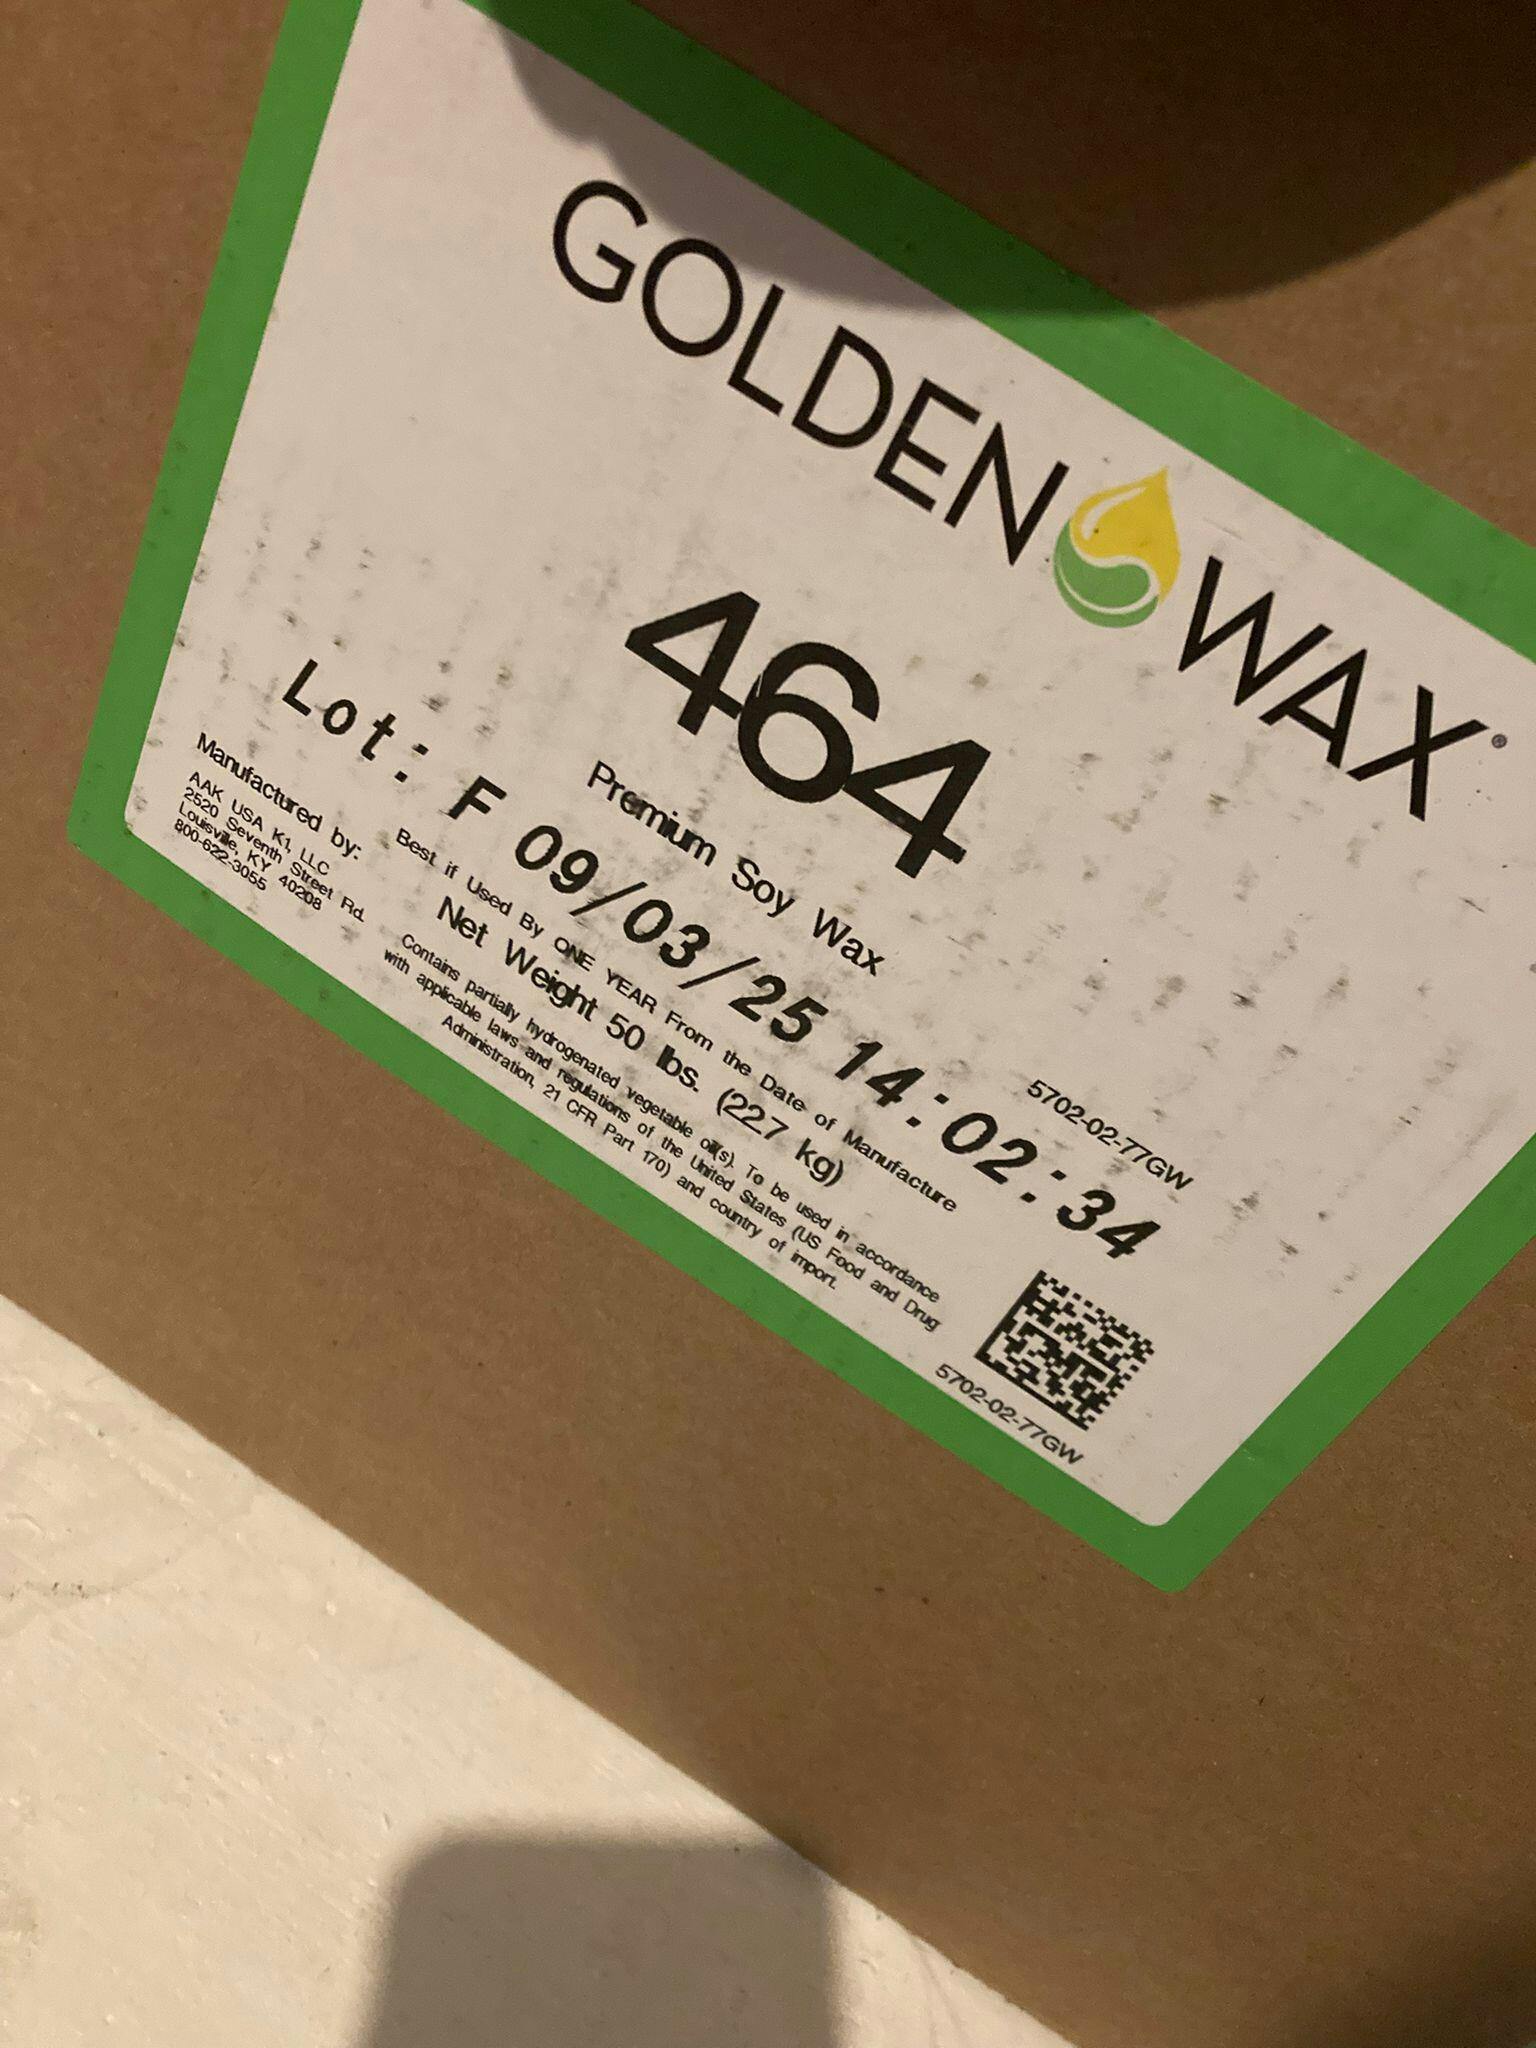 GOLDEN WAX®
464
Premium Soy Wax
5702-02-77GW
Lot: F 09/03/25 14:02:34
Manufactured by:
AAK USA K1, LLC
2520 Seventh Street Rd.
Louisville, KY 40208
800-622-3055
Best if Used By ONE YEAR From the Date of Manufacture
Net Weight 50 lbs. (22.7 kg)
Contains partially hydrogenated vegetable oil(s). To be used in accordance
with applicable laws and regulations of the United States (US Food and Drug
Administration, 21 CFR Part 170) and country of import.
5702-02-77GW